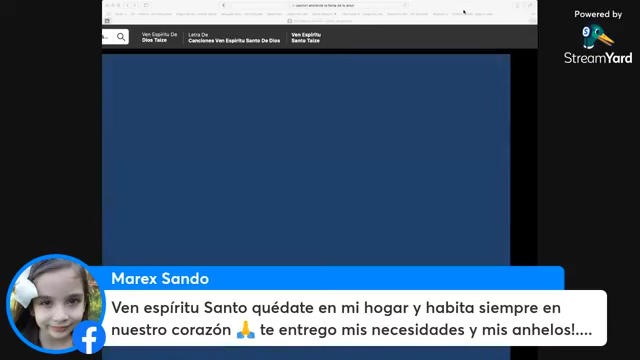 Powered by
StreamYard
Ven Espíritu De
Dios Taize
Letra De
Canciones Ven Espíritu Santo De Dios
Ven Espíritu
Santo Taize
Marex Sando
Ven espíritu Santo quédate en mi hogar y habita siempre en
nuestro corazón 🙏 te entrego mis necesidades y mis anhelos!....